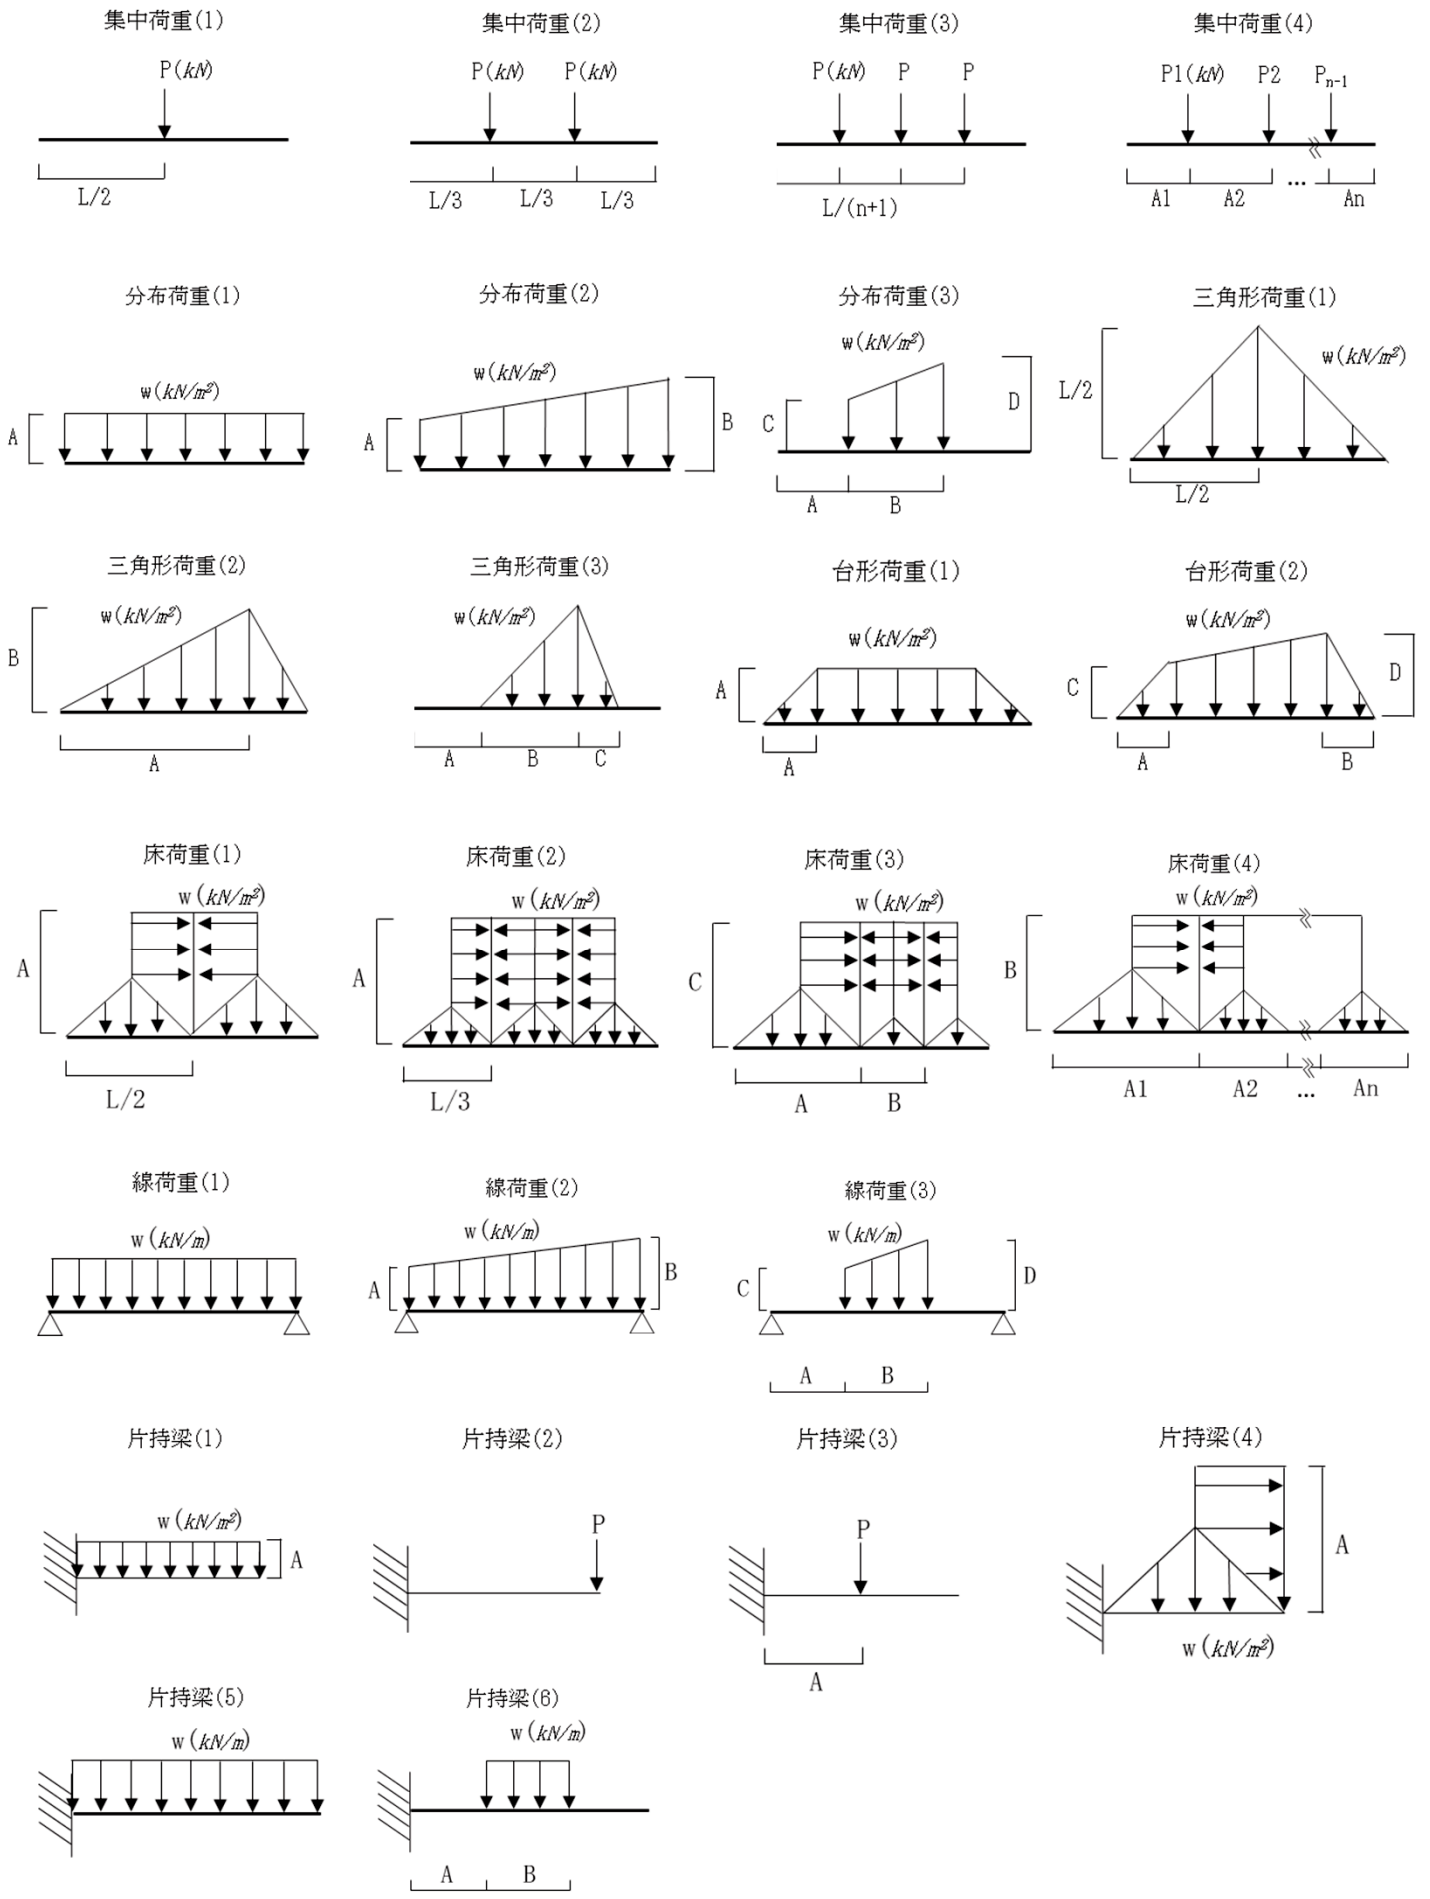 集中荷重(1) 集中荷重(2) 集中荷重(3) 集中荷重(4)
P(kN) P(kN) P(kN) P(kN) P P P1(kN) P2 Pn-1
L/2 L/3 L/3 L/3 L/(n+1) A1 A2 … An
分布荷重(1) 分布荷重(2) 分布荷重(3) 三角形荷重(1)
w(kN/m²) w(kN/m²) w(kN/m²) w(kN/m²)
A A B C D L/2
A B L/2
三角形荷重(2) 三角形荷重(3) 台形荷重(1) 台形荷重(2)
w(kN/m²) w(kN/m²) w(kN/m²) w(kN/m²)
B A C D
A A B C A A B
床荷重(1) 床荷重(2) 床荷重(3) 床荷重(4)
w(kN/m²) w(kN/m²) w(kN/m²) w(kN/m²)
A A C B
L/2 L/3 A B A1 A2 … An
線荷重(1) 線荷重(2) 線荷重(3)
w(kN/m) w(kN/m) w(kN/m)
A B C D
A B
片持梁(1) 片持梁(2) 片持梁(3) 片持梁(4)
w(kN/m²) P P
A A
A w(kN/m²)
片持梁(5) 片持梁(6)
w(kN/m) w(kN/m)
A B